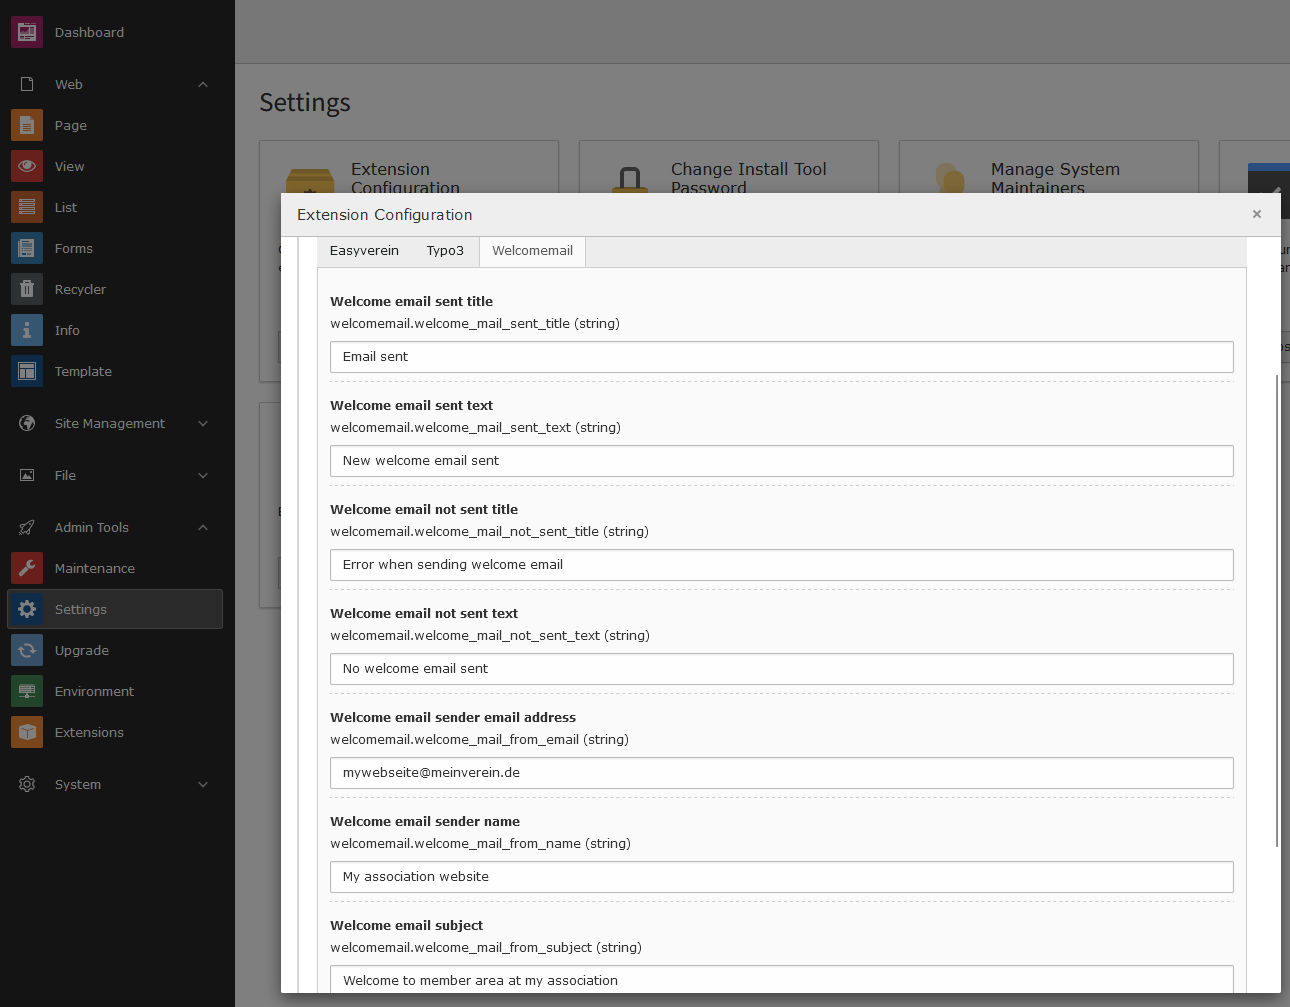 Dashboard
Web
Page
View
List
Forms
Recycler
Info
Template
Site Management
File
Admin Tools
Maintenance
Settings
Upgrade
Environment
Extensions
System
Settings
Extension
Configuration
Change Install Tool
Password
Manage System
Maintainers
Extension Configuration
×
Easyverein
Typo3
Welcomemail
Welcome email sent title
welcomemail.welcome_mail_sent_title (string)
Email sent
Welcome email sent text
welcomemail.welcome_mail_sent_text (string)
New welcome email sent
Welcome email not sent title
welcomemail.welcome_mail_not_sent_title (string)
Error when sending welcome email
Welcome email not sent text
welcomemail.welcome_mail_not_sent_text (string)
No welcome email sent
Welcome email sender email address
welcomemail.welcome_mail_from_email (string)
mywebseite@meinverein.de
Welcome email sender name
welcomemail.welcome_mail_from_name (string)
My association website
Welcome email subject
welcomemail.welcome_mail_from_subject (string)
Welcome to member area at my association